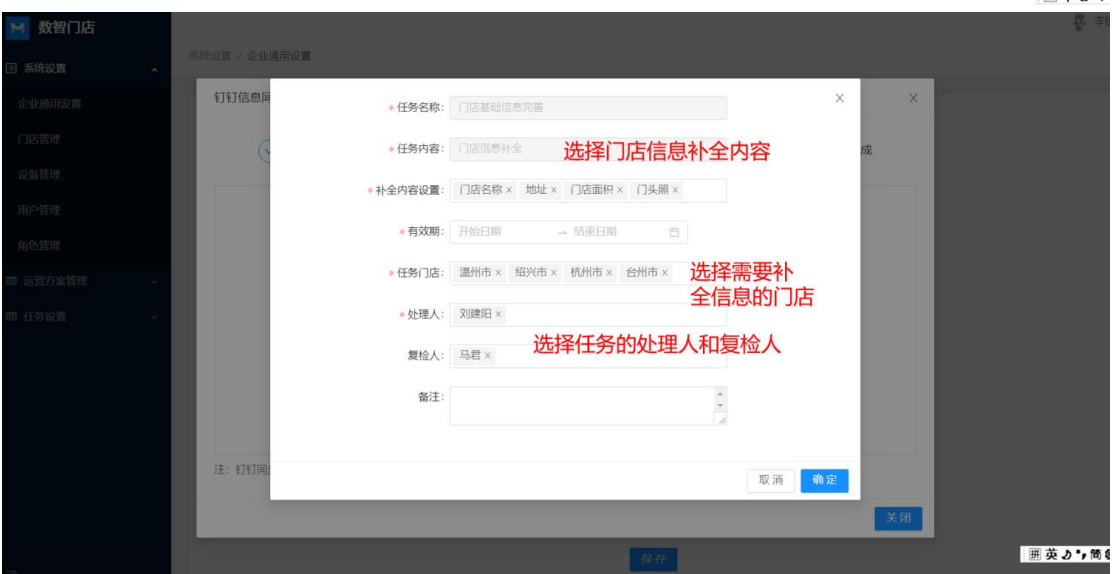 数智门店
系统设置 / 企业通用设置
系统设置
企业通用设置
门店管理
设备管理
用户管理
角色管理
运营方案管理
任务设置
钉钉信息同
* 任务名称: 门店基础信息完善
* 任务内容: 门店信息补全
选择门店信息补全内容
成
* 补全内容设置: 门店名称 × 地址 × 门店面积 × 门头照 ×
* 有效期: 开始日期 → 结束日期
* 任务门店: 温州市 × 绍兴市 × 杭州市 × 台州市 ×
选择需要补
全信息的门店
* 处理人: 刘建阳 ×
选择任务的处理人和复检人
复检人: 马君 ×
备注:
注: 钉钉同
取 消
确 定
关 闭
保 存
拼 英 简